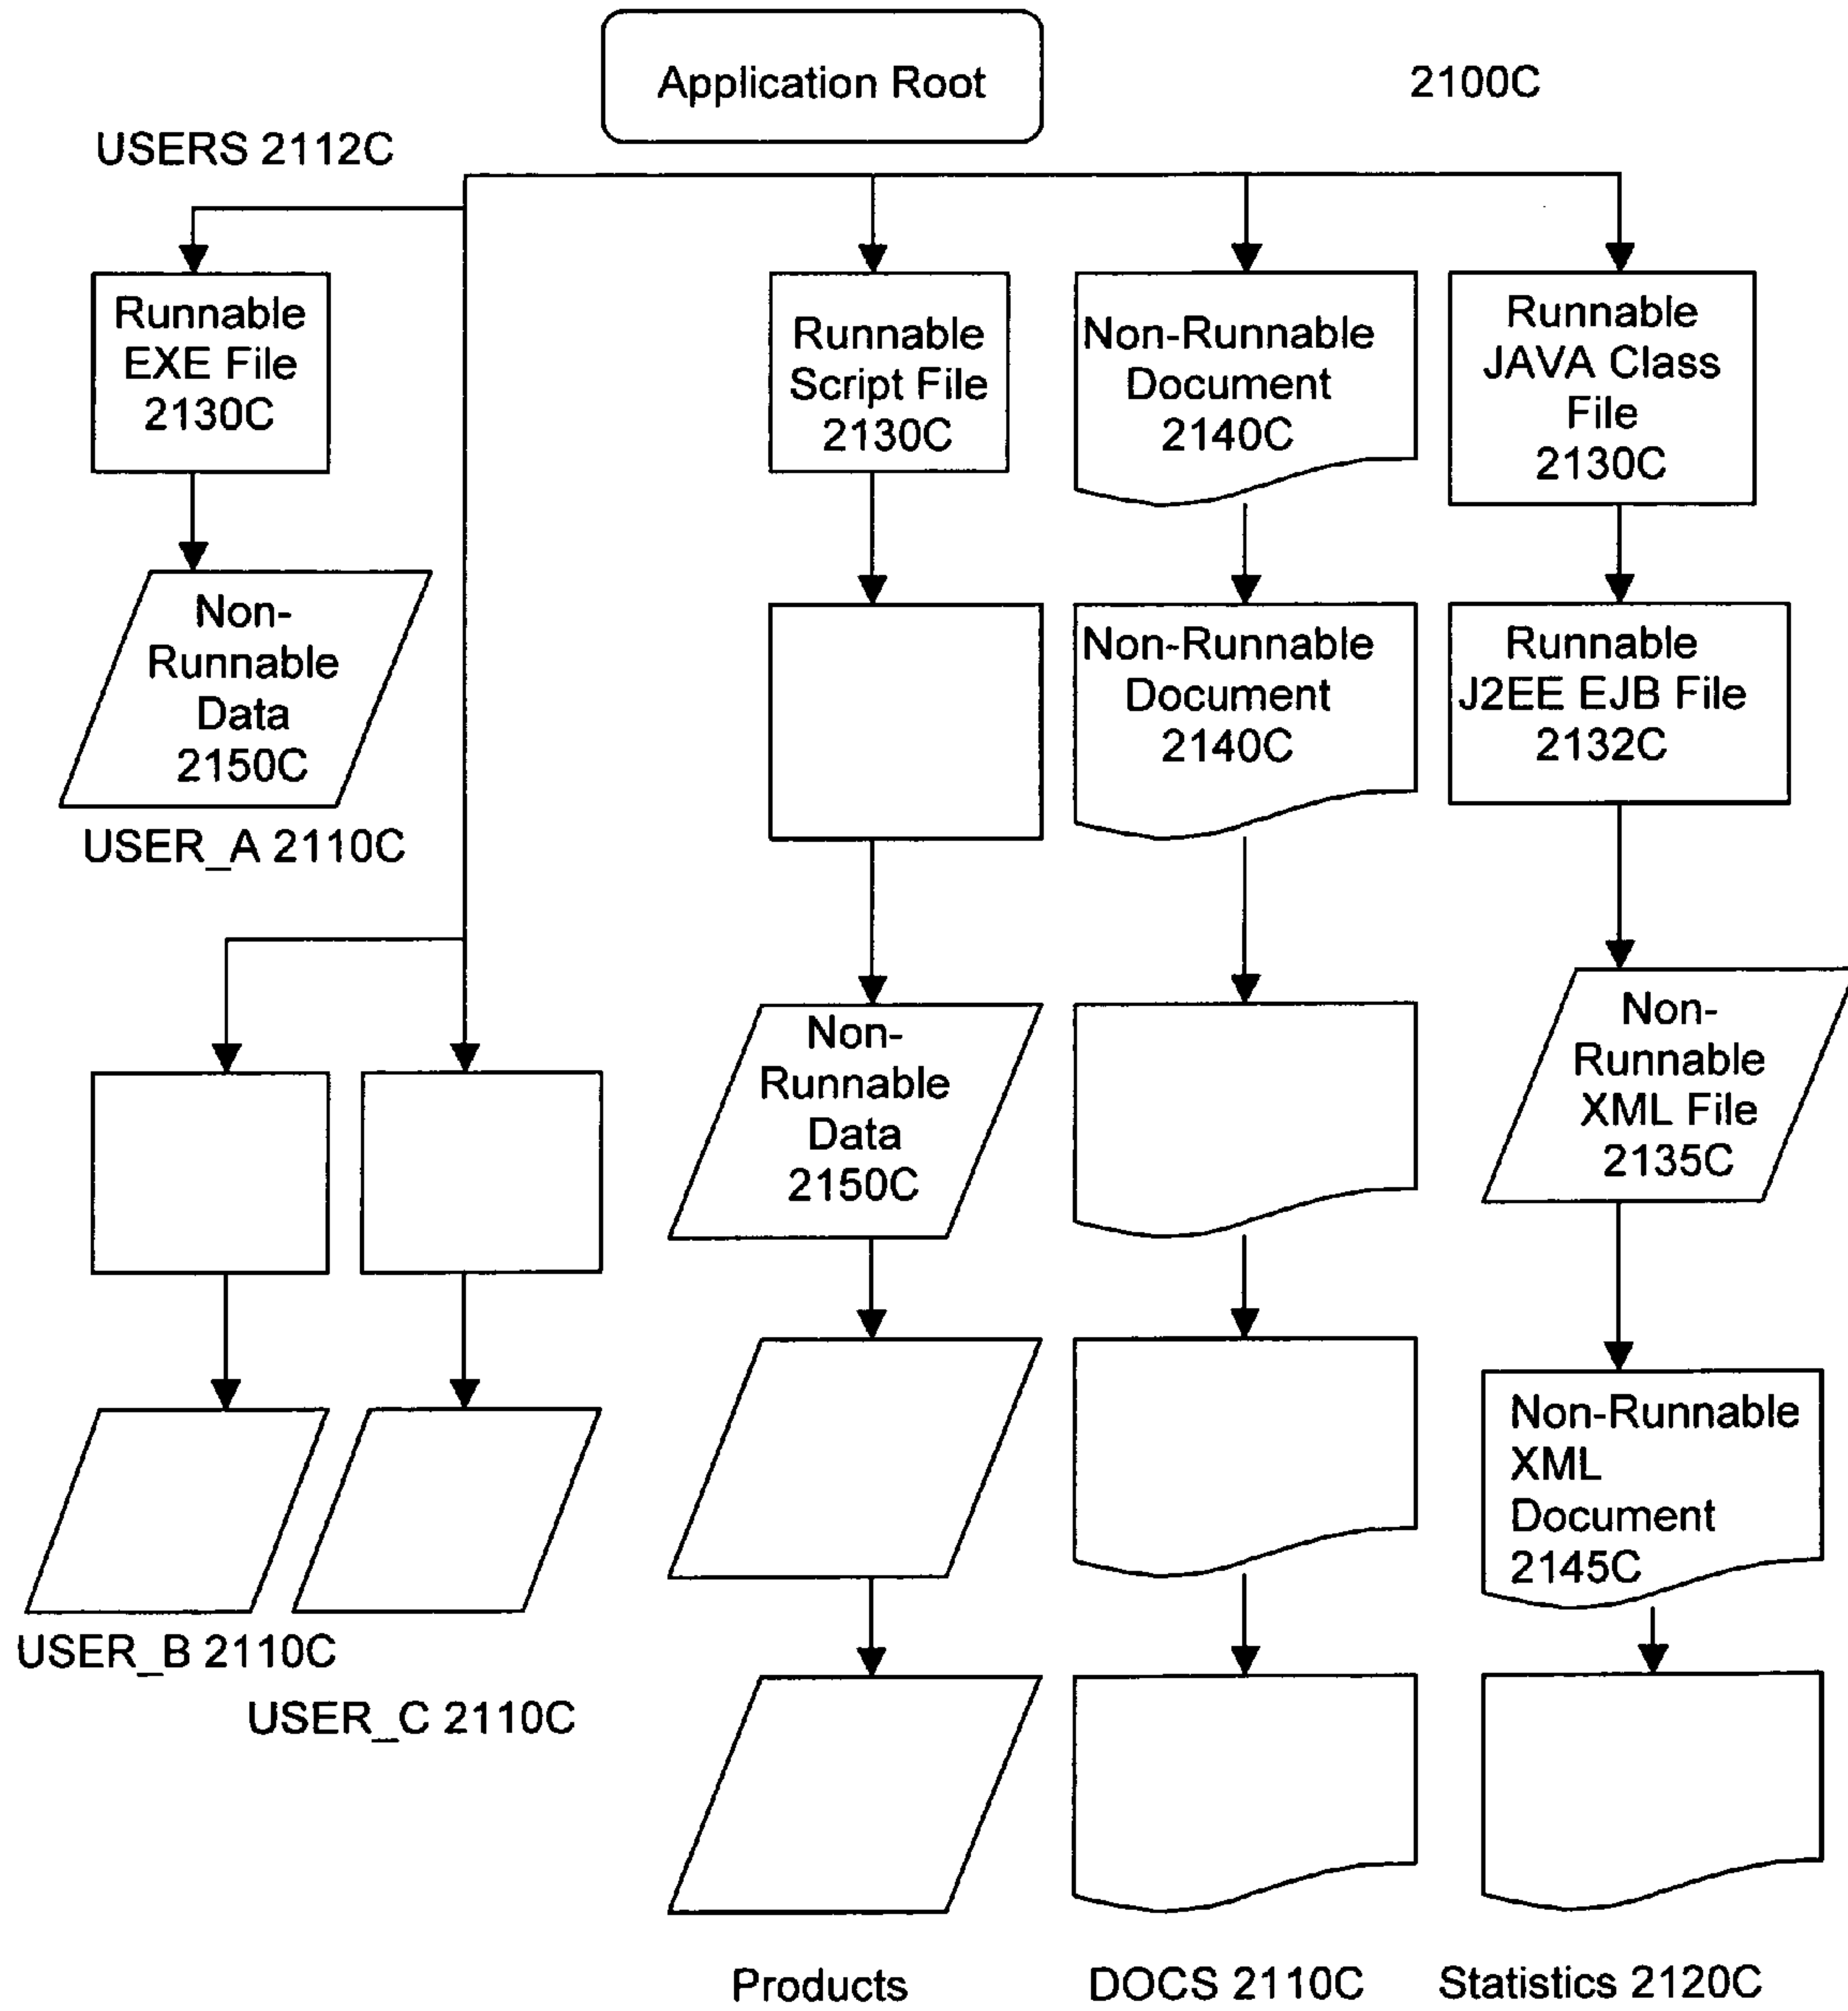 Application Root
2100C
USERS 2112C
Runnable
EXE File
2130C
Runnable
Script File
2130C
Non-Runnable
Document
2140C
Runnable
JAVA Class
File
2130C
Non-
Runnable
Data
2150C
USER_A 2110C
Non-Runnable
Document
2140C
Runnable
J2EE EJB File
2132C
Non-
Runnable
Data
2150C
Non-
Runnable
XML File
2135C
Non-Runnable
XML
Document
2145C
USER_B 2110C
USER_C 2110C
Products
DOCS 2110C
Statistics 2120C